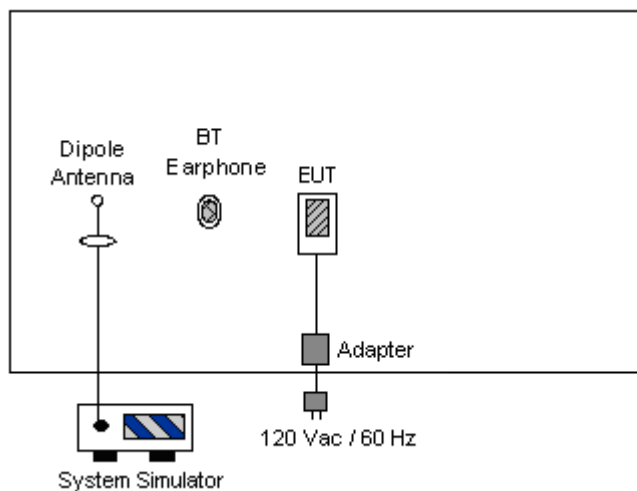 Dipole
Antenna
BT
Earphone
EUT
Adapter
120 Vac / 60 Hz
System Simulator